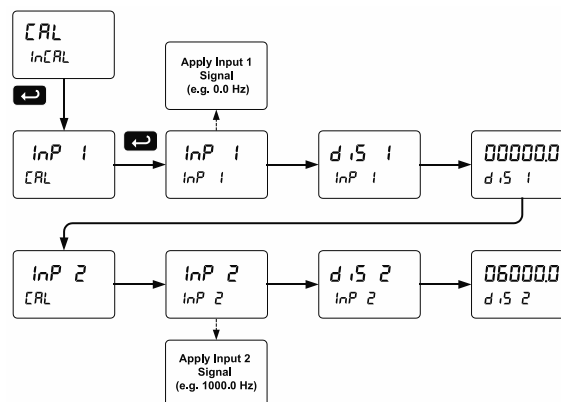 CAL
InCAL
Apply Input 1
Signal
(e.g. 0.0 Hz)
InP 1
CAL
InP 1
InP 1
diS 1
InP 1
00000.0
diS 1
InP 2
CAL
InP 2
InP 2
diS 2
InP 2
06000.0
diS 2
Apply Input 2
Signal
(e.g. 1000.0 Hz)